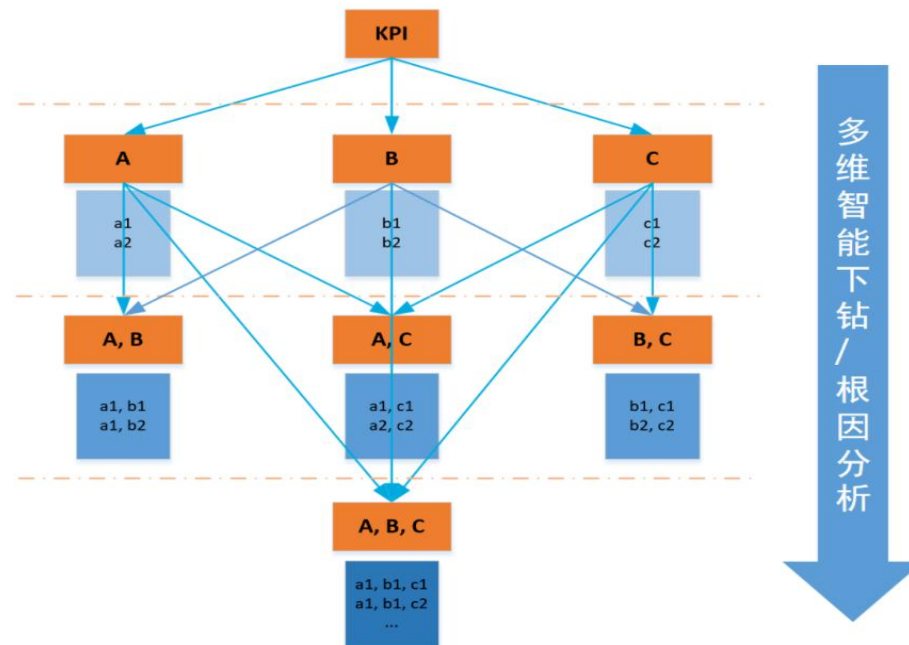 KPI
A
B
C
a1
a2
b1
b2
c1
c2
A, B
A, C
B, C
a1, b1
a1, b2
a1, c1
a2, c2
b1, c1
b2, c2
A, B, C
a1, b1, c1
a1, b1, c2
...
多维智能下钻/根因分析